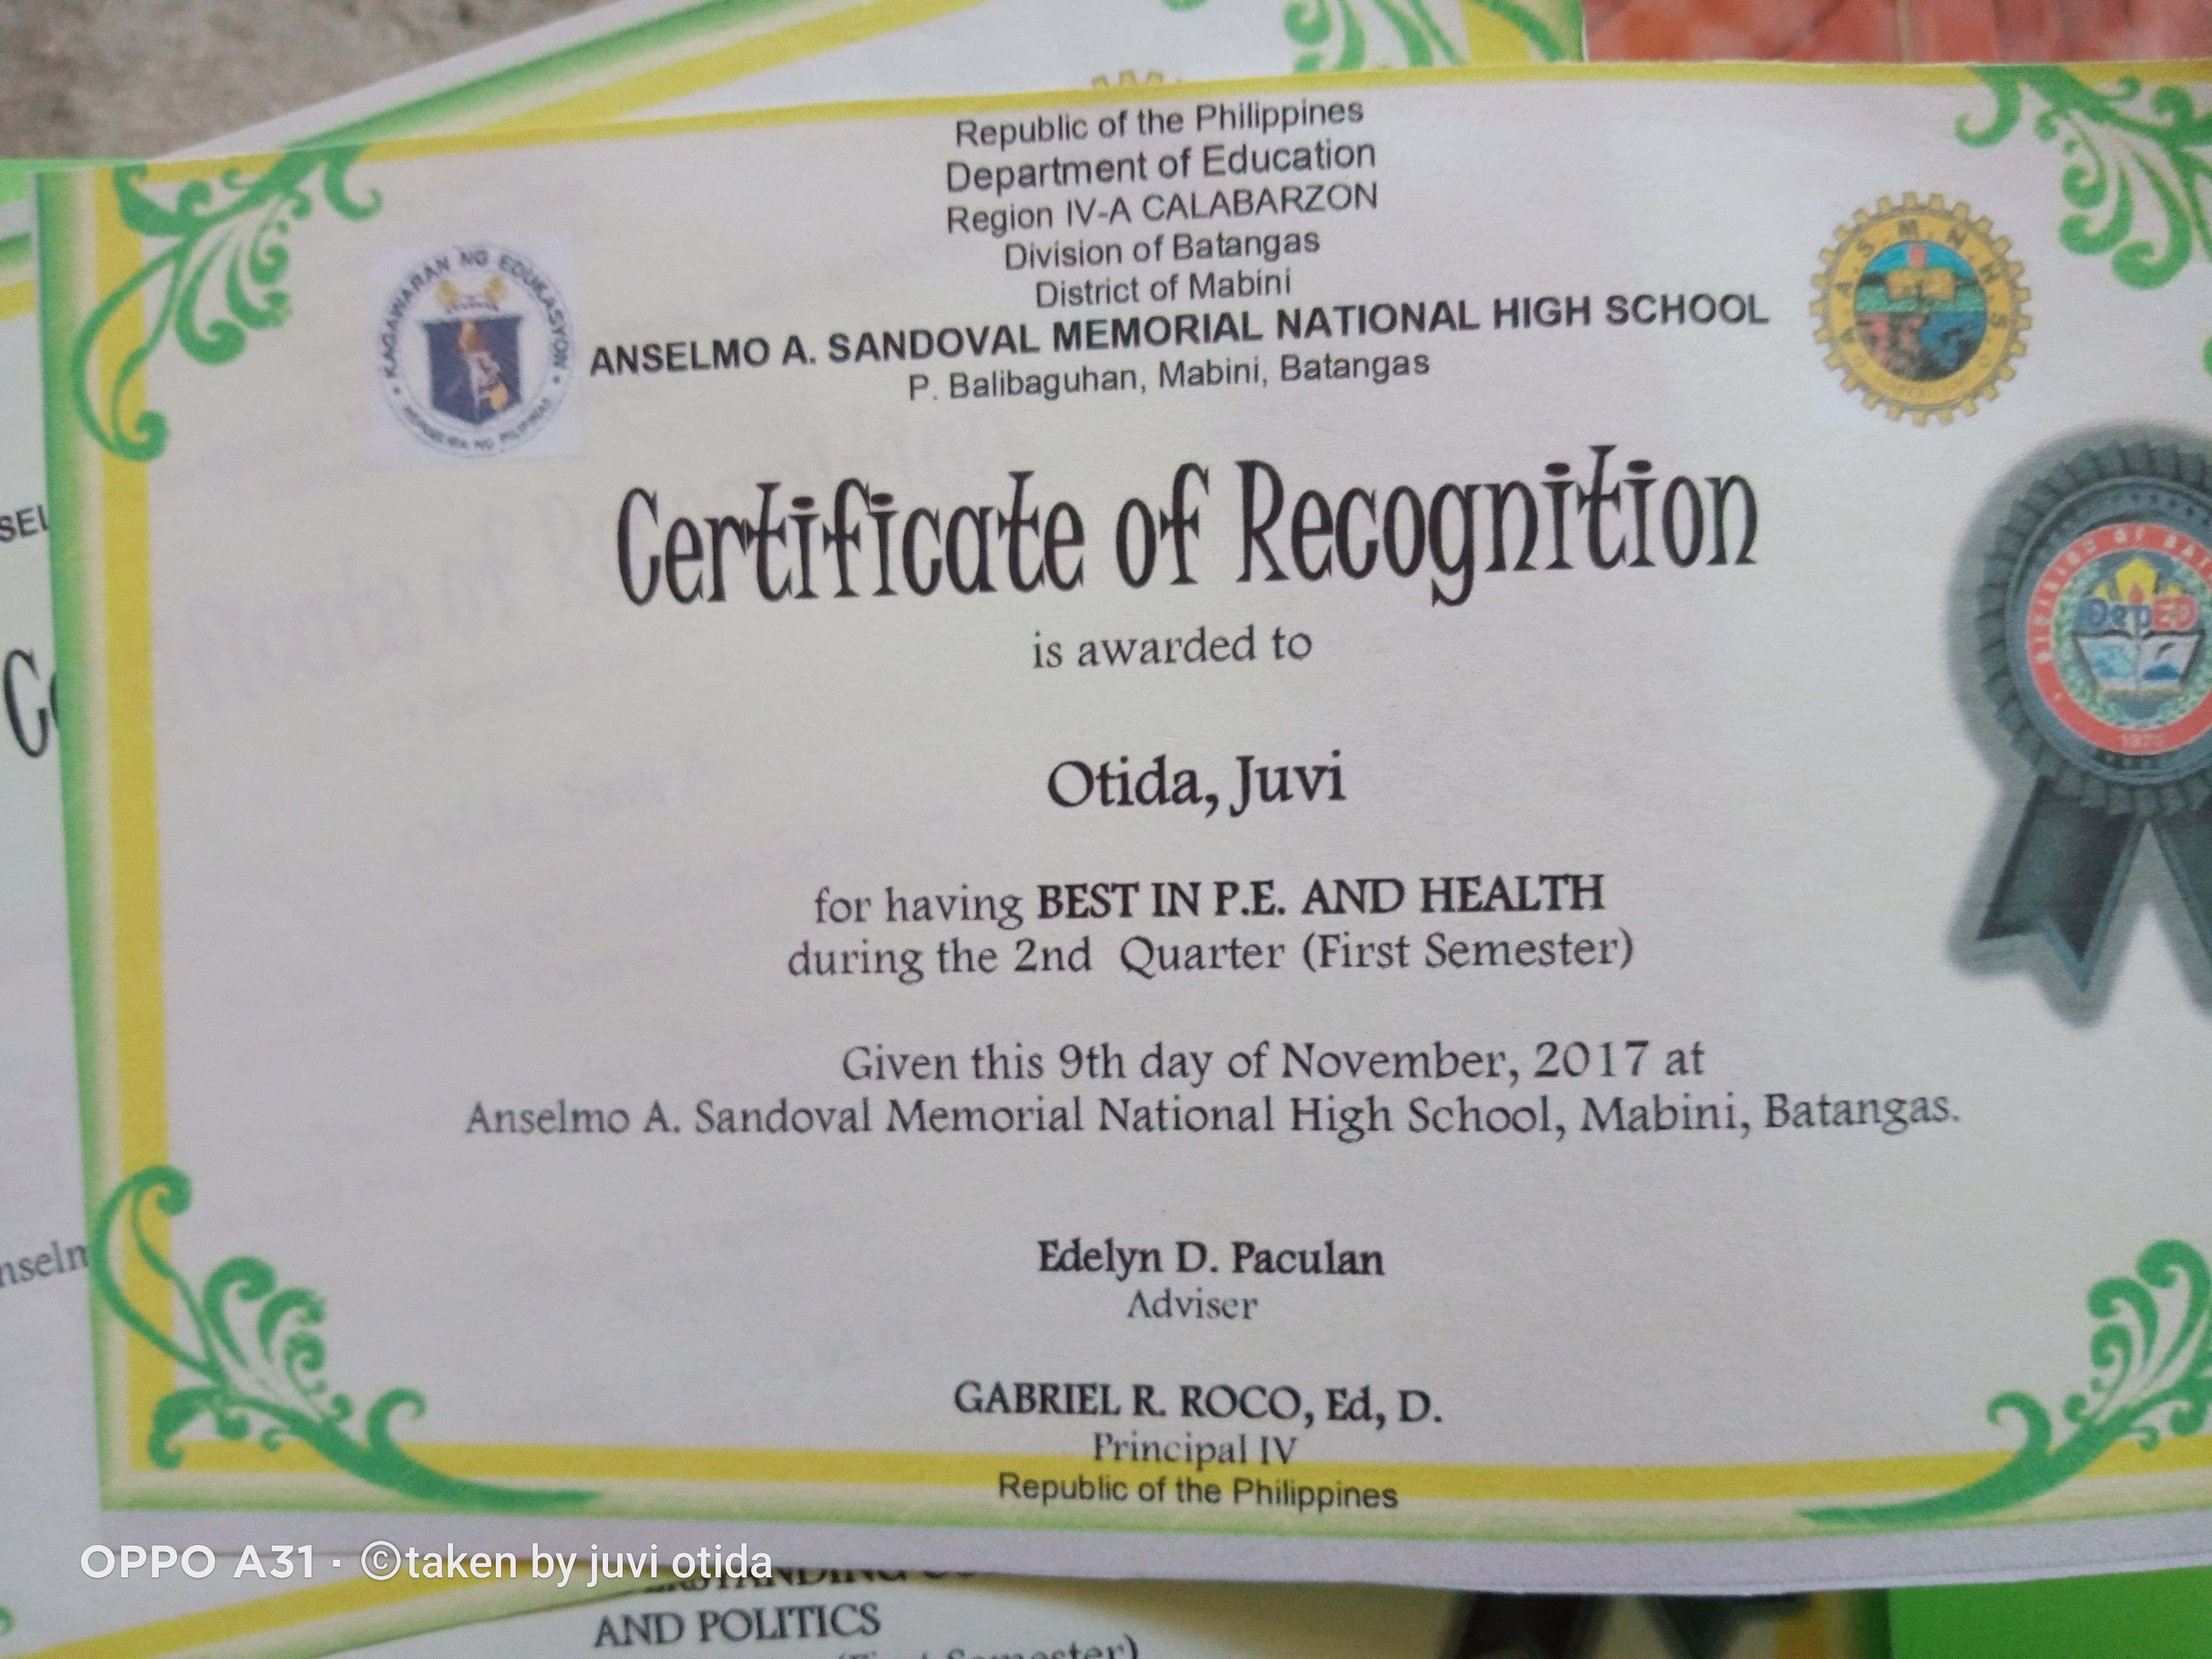 Republic of the Philippines
Department of Education
Region IV-A CALABARZON
Division of Batangas
District of Mabini
ANSELMO A. SANDOVAL MEMORIAL NATIONAL HIGH SCHOOL
P. Balibaguhan, Mabini, Batangas
KAGAWARAN NG EDUKASYON
REPUBLIKA NG PILIPINAS
A.A.S.M.N.H.S
Certificate of Recognition
is awarded to
Otida, Juvi
for having BEST IN P.E. AND HEALTH
during the 2nd Quarter (First Semester)
Given this 9th day of November, 2017 at
Anselmo A. Sandoval Memorial National High School, Mabini, Batangas.
DepED
Edelyn D. Paculan
Adviser
GABRIEL R. ROCO, Ed, D.
Principal IV
Republic of the Philippines
OPPO A31 · ©taken by juvi otida
AND POLITICS